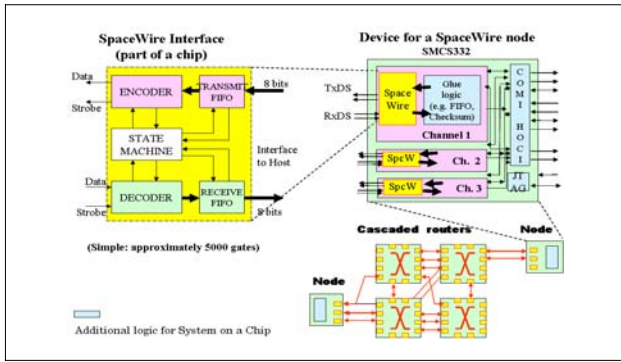 SpaceWire Interface
(part of a chip)
Data
Strobe
ENCODER
TRANSMIT
FIFO
8 bits
STATE
MACHINE
Interface
to Host
Data
Strobe
DECODER
RECEIVE
FIFO
8 bits
(Simple: approximately 5000 gates)
Device for a SpaceWire node
SMCS332
TxDS
RxDS
Space
Wire
Glue
logic
(e.g. FIFO,
Checksum)
Channel 1
SpcW
Ch. 2
SpcW
Ch. 3
C
O
M
I
H
O
C
I
JT
AG
Cascaded routers
Node
Node
Additional logic for System on a Chip